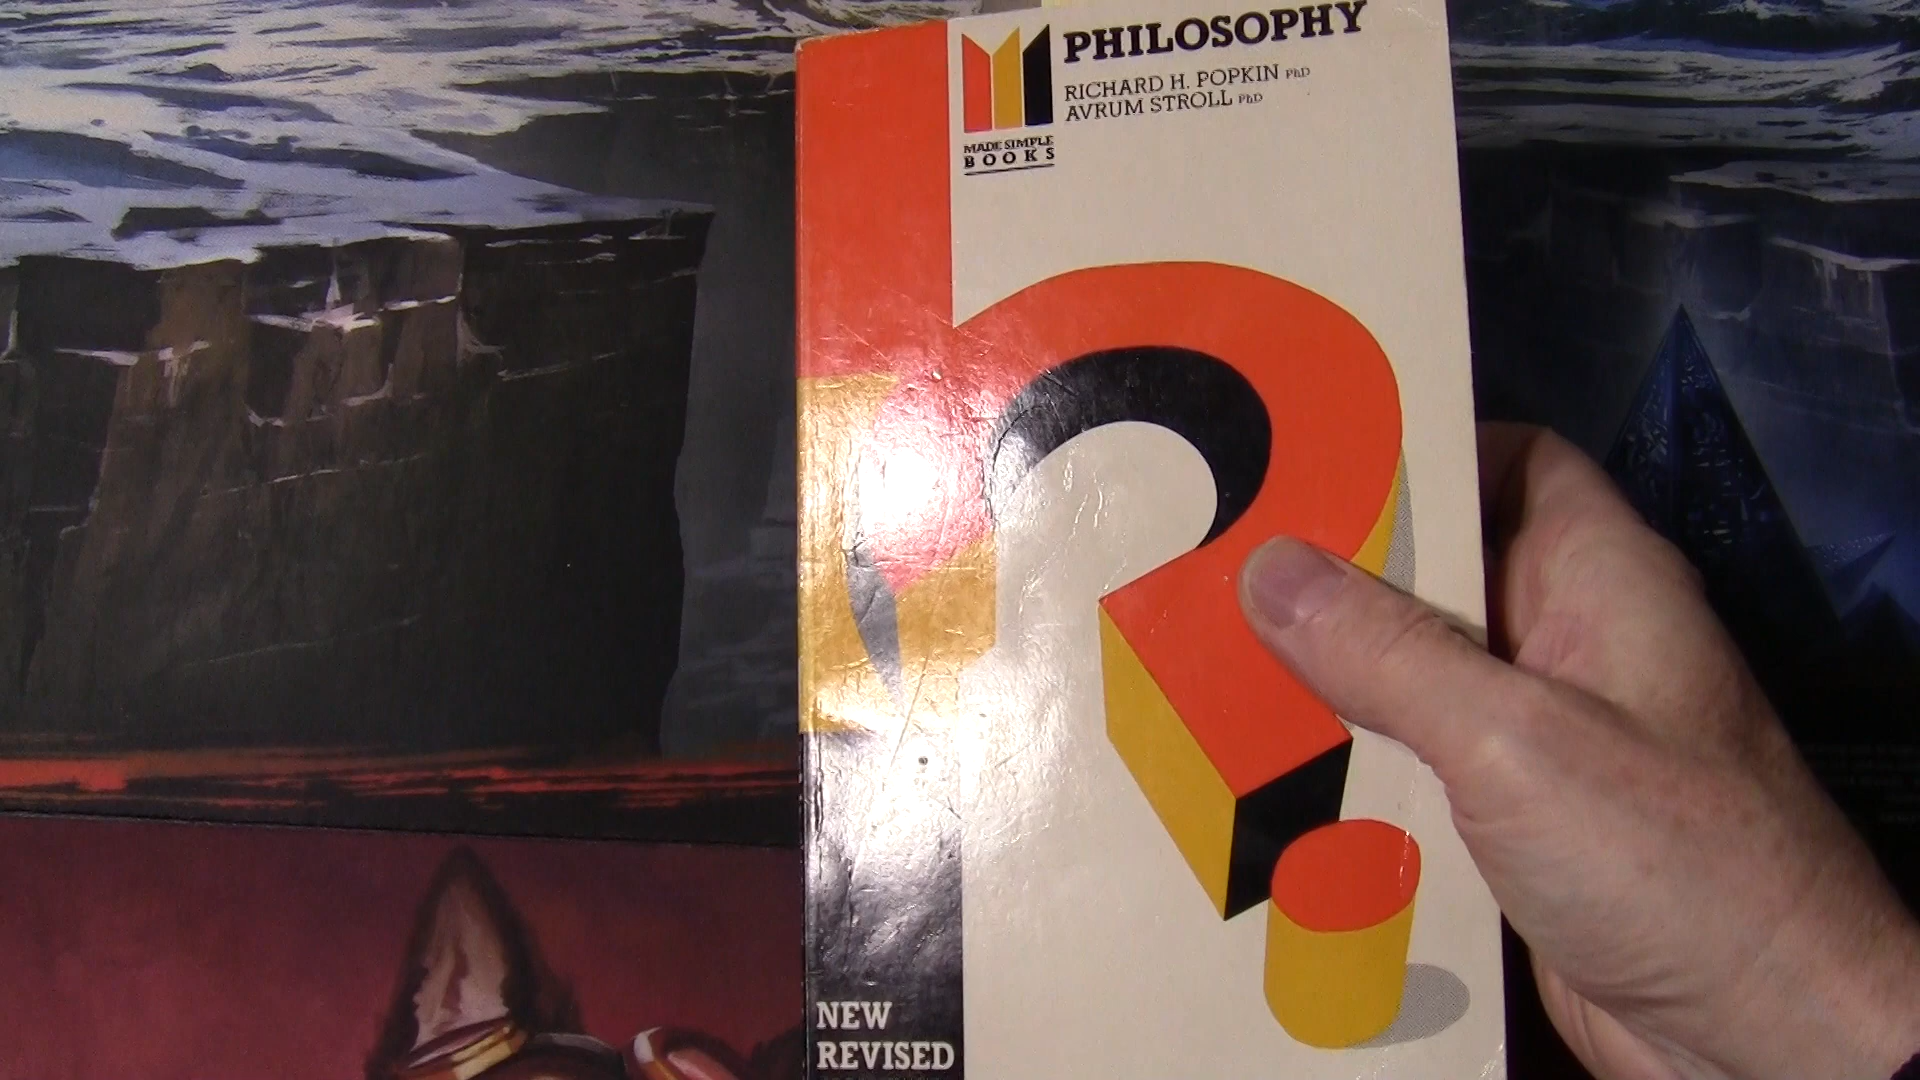 PHILOSOPHY
RICHARD H. POPKIN PhD
AVRUM STROLL PhD
MADE SIMPLE
BOOKS
NEW
REVISED